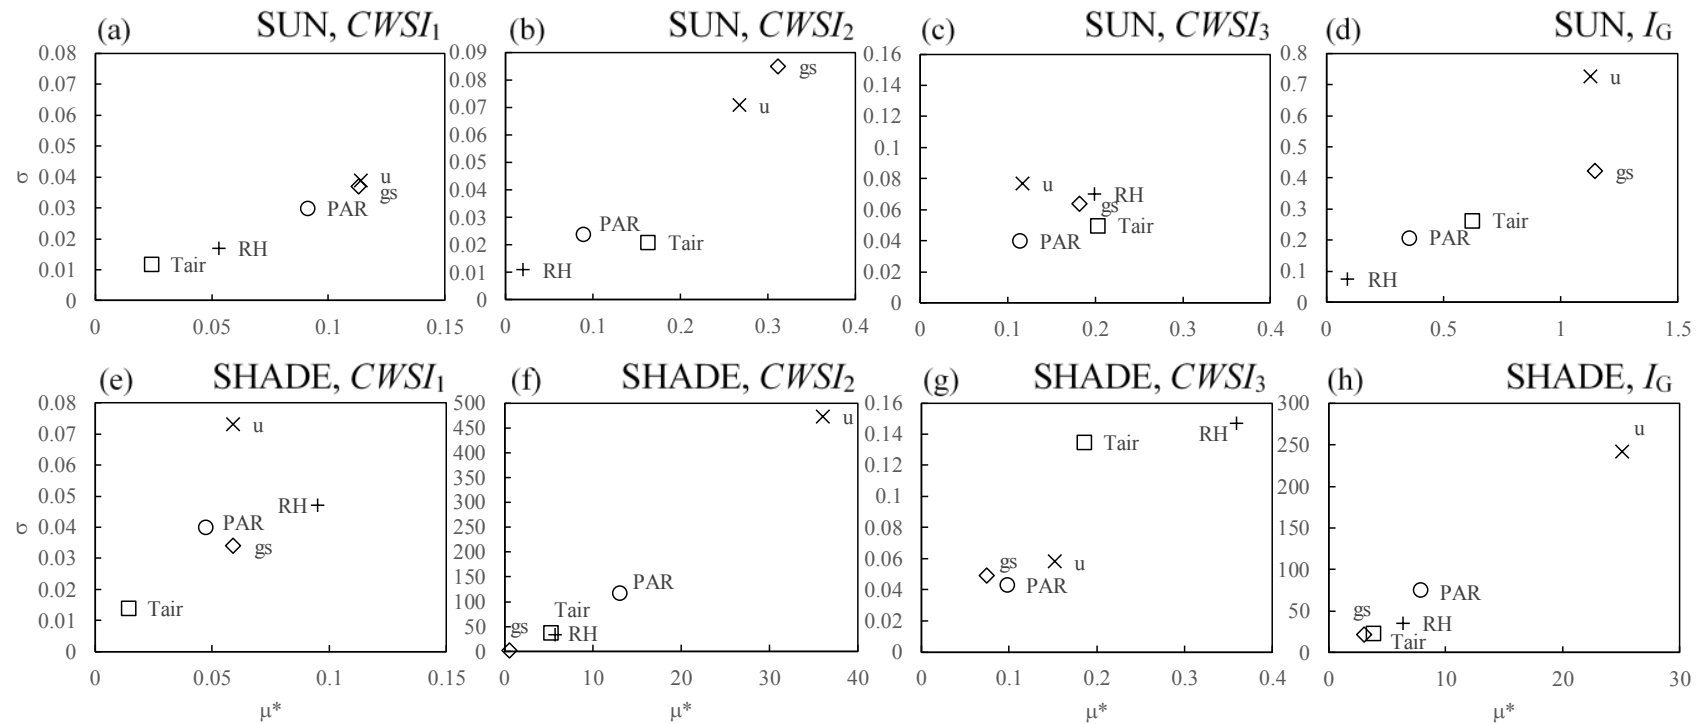 (a) SUN, CWSI1
0.08
0.07
0.06
0.05
0.04
0.03
0.02
0.01
0
σ
u
gs
PAR
RH
Tair
0 0.05 0.1 0.15
(b) SUN, CWSI2
0.09
0.08
0.07
0.06
0.05
0.04
0.03
0.02
0.01
0
gs
u
PAR
Tair
RH
0 0.1 0.2 0.3 0.4
(c) SUN, CWSI3
0.16
0.14
0.12
0.1
0.08
0.06
0.04
0.02
0
u
RH
gs
Tair
PAR
0 0.1 0.2 0.3 0.4
(d) SUN, IG
0.8
0.7
0.6
0.5
0.4
0.3
0.2
0.1
0
u
gs
Tair
PAR
RH
0 0.5 1 1.5
(e) SHADE, CWSI1
0.08
0.07
0.06
0.05
0.04
0.03
0.02
0.01
0
σ
u
RH
PAR
gs
Tair
0 0.05 0.1 0.15
μ*
(f) SHADE, CWSI2
500
450
400
350
300
250
200
150
100
50
0
u
PAR
Tair
gs
RH
0 10 20 30 40
μ*
(g) SHADE, CWSI3
0.16
0.14
0.12
0.1
0.08
0.06
0.04
0.02
0
RH
Tair
gs
u
PAR
0 0.1 0.2 0.3 0.4
μ*
(h) SHADE, IG
300
250
200
150
100
50
0
u
PAR
gs
RH
Tair
0 10 20 30
μ*